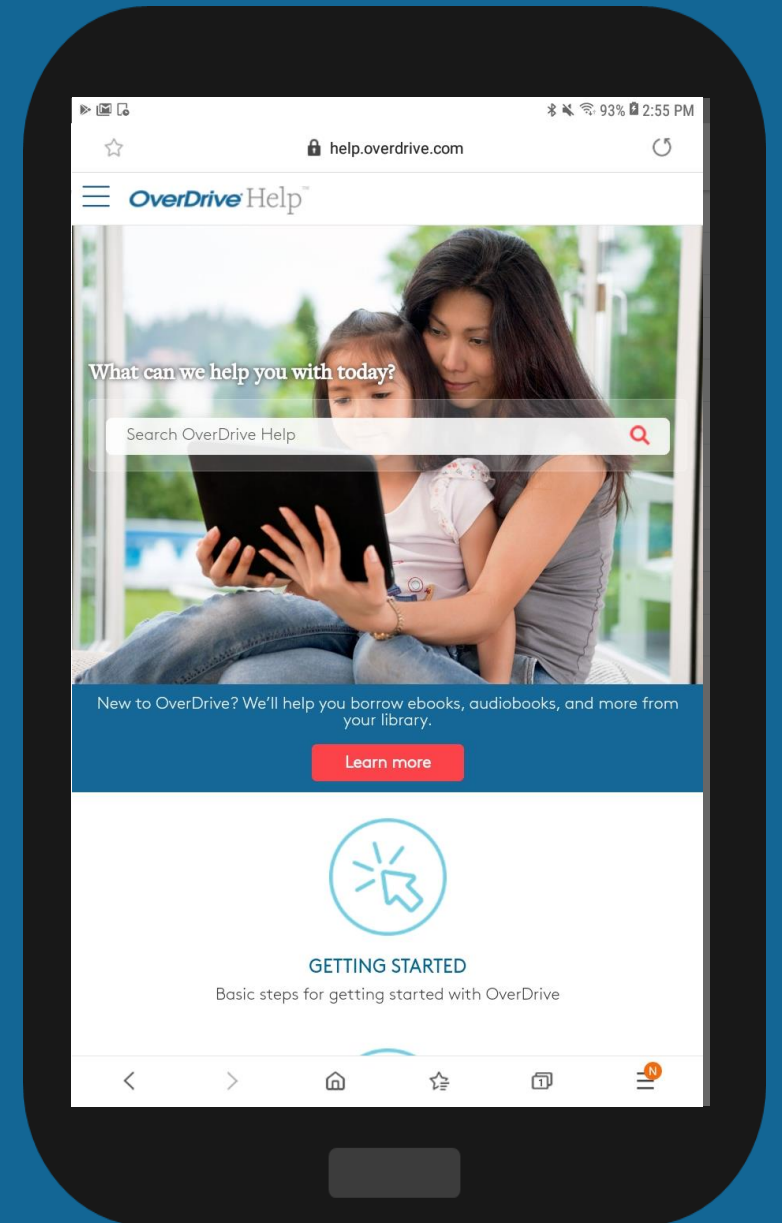 93% 2:55 PM
help.overdrive.com
OverDrive Help™
What can we help you with today?
Search OverDrive Help
New to OverDrive? We'll help you borrow ebooks, audiobooks, and more from
your library.
Learn more
GETTING STARTED
Basic steps for getting started with OverDrive
1
N